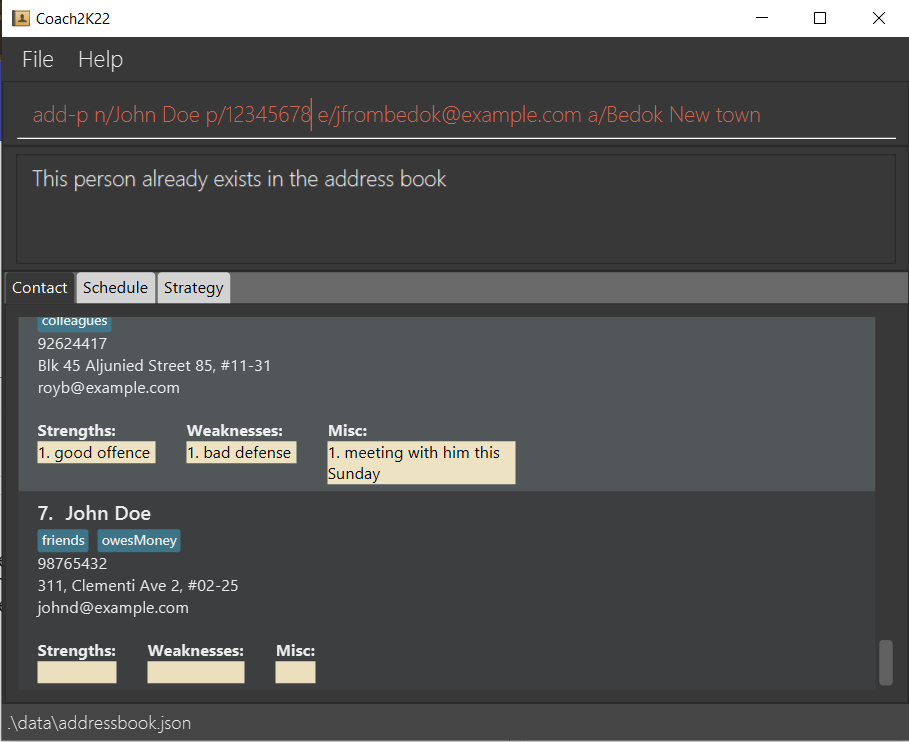 Coach2K22
File Help
add-p n/John Doe p/12345678 e/jfrombedok@example.com a/Bedok New town
This person already exists in the address book
Contact Schedule Strategy
colleagues
92624417
Blk 45 Aljunied Street 85, #11-31
royb@example.com
Strengths: Weaknesses: Misc:
1. good offence 1. bad defense 1. meeting with him this
Sunday
7. John Doe
friends owesMoney
98765432
311, Clementi Ave 2, #02-25
johnd@example.com
Strengths: Weaknesses: Misc:
.\data\addressbook.json